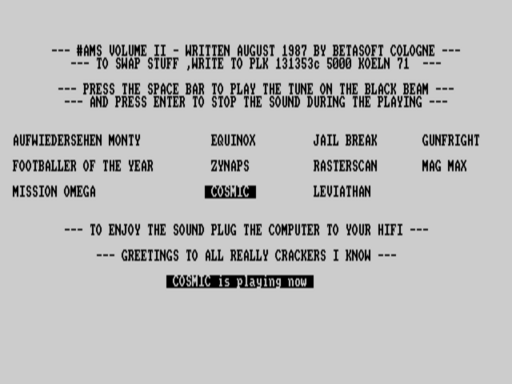 --- #AMS VOLUME II - WRITTEN AUGUST 1987 BY BETASOFT COLOGNE ---
--- TO SWAP STUFF ,WRITE TO PLK 131353c 5000 KOELN 71 ---
--- PRESS THE SPACE BAR TO PLAY THE TUNE ON THE BLACK BEAM ---
--- AND PRESS ENTER TO STOP THE SOUND DURING THE PLAYING ---
AUFWIEDERSEHEN MONTY EQUINOX JAIL BREAK GUNFRIGHT
FOOTBALLER OF THE YEAR ZYNAPS RASTERSCAN MAG MAX
MISSION OMEGA COSMIC LEVIATHAN
--- TO ENJOY THE SOUND PLUG THE COMPUTER TO YOUR HIFI ---
--- GREETINGS TO ALL REALLY CRACKERS I KNOW ---
COSMIC is playing now